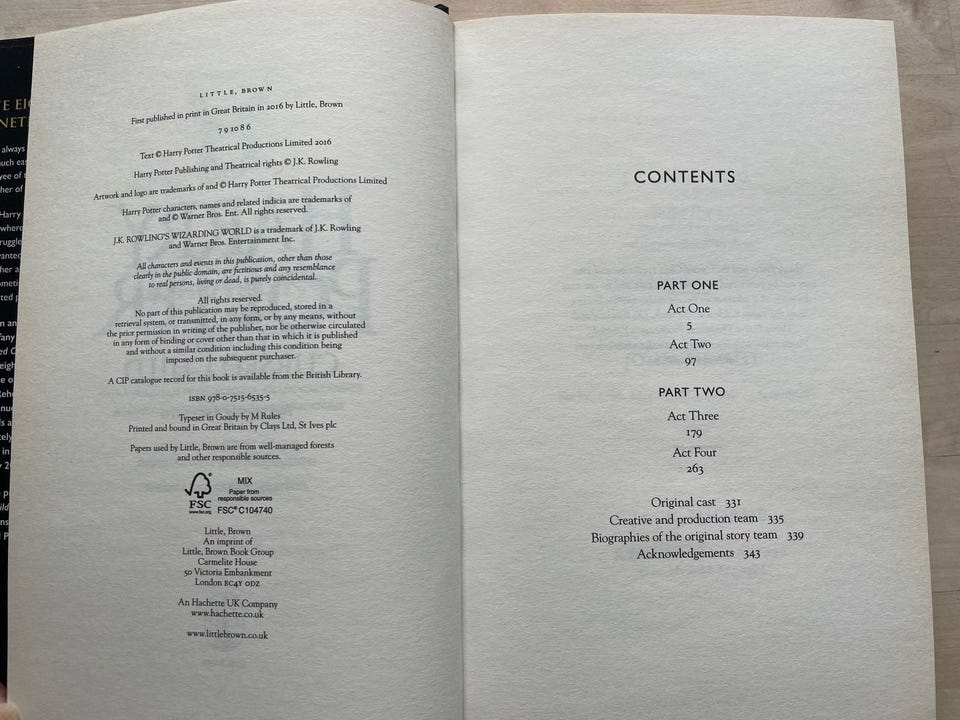 LITTLE, BROWN
First published in print in Great Britain in 2016 by Little, Brown
7 9 10 8 6
Text © Harry Potter Theatrical Productions Limited 2016
Harry Potter Publishing and Theatrical rights © J.K. Rowling
Artwork and logo are trademarks of and © Harry Potter Theatrical Productions Limited
Harry Potter characters, names and related indicia are trademarks of
and © Warner Bros. Ent. All rights reserved.
J.K. ROWLING'S WIZARDING WORLD is a trademark of J.K. Rowling
and Warner Bros. Entertainment Inc.
All characters and events in this publication, other than those
clearly in the public domain, are fictitious and any resemblance
to real persons, living or dead, is purely coincidental.
All rights reserved.
No part of this publication may be reproduced, stored in a
retrieval system, or transmitted, in any form, or by any means, without
the prior permission in writing of the publisher, nor be otherwise circulated
in any form of binding or cover other than that in which it is published
and without a similar condition including this condition being
imposed on the subsequent purchaser.
A CIP catalogue record for this book is available from the British Library.
ISBN 978-0-7515-6535-5
Typeset in Goudy by M Rules
Printed and bound in Great Britain by Clays Ltd, St Ives plc
Papers used by Little, Brown are from well-managed forests
and other responsible sources.
FSC
www.fsc.org
MIX
Paper from
responsible sources
FSC® C104740
Little, Brown
An imprint of
Little, Brown Book Group
Carmelite House
50 Victoria Embankment
London EC4Y 0DZ
An Hachette UK Company
www.hachette.co.uk
www.littlebrown.co.uk
CONTENTS
PART ONE
Act One
5
Act Two
97
PART TWO
Act Three
179
Act Four
263
Original cast 331
Creative and production team 335
Biographies of the original story team 339
Acknowledgements 343